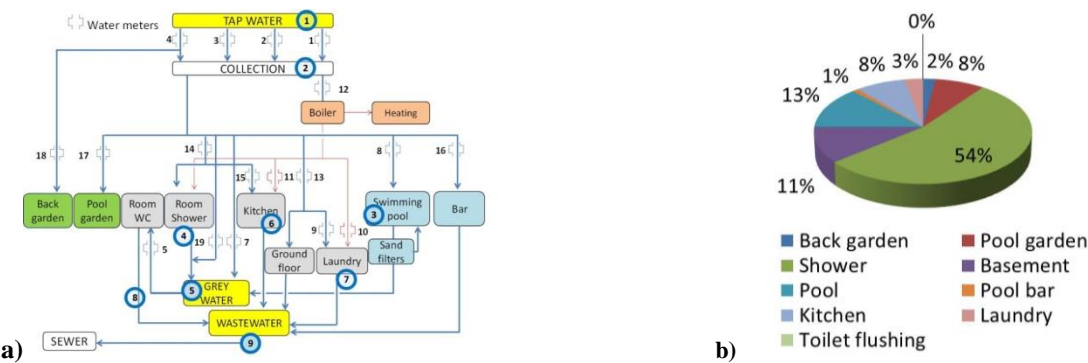 Water meters
TAP WATER 1
4 3 2 1
COLLECTION 2
12
Boiler Heating
18 17 14 15 11 13 8 16
Back
garden
Pool
garden
Room
WC
Room
Shower
4
Kitchen
6
Swimming
pool
3
Bar
5 19 7 9 10
Ground
floor
Laundry
7
Sand
filters
8
5 GREY
WATER
WASTEWATER
SEWER 9
a)
0%
8% 3% 2% 8%
1%
13%
54%
11%
Back garden Pool garden
Shower Basement
Pool Pool bar
Kitchen Laundry
Toilet flushing
b)